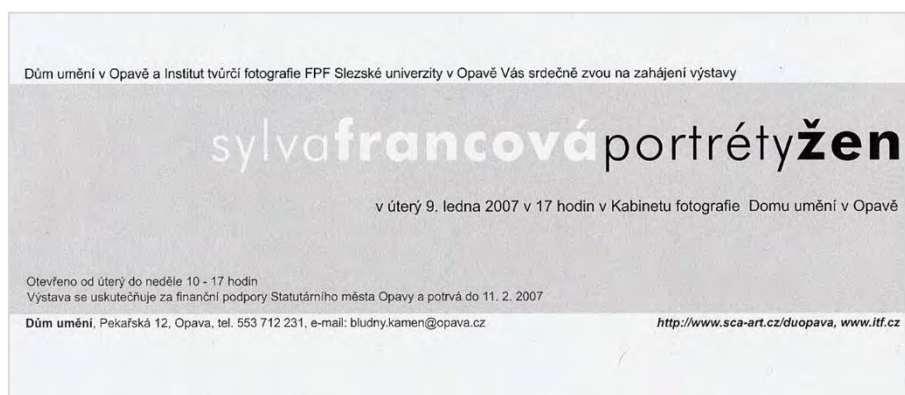 Dům umění v Opavě a Institut tvůrčí fotografie FPF Slezské univerzity v Opavě Vás srdečně zvou na zahájení výstavy
sylvafrancováportrétyžen
v úterý 9. ledna 2007 v 17 hodin v Kabinetu fotografie Domu umění v Opavě
Otevřeno od úterý do neděle 10 - 17 hodin
Výstava se uskutečňuje za finanční podpory Statutárního města Opavy a potrvá do 11. 2. 2007
Dům umění, Pekařská 12, Opava, tel. 553 712 231, e-mail: bludny.kamen@opava.cz http://www.sca-art.cz/duopava, www.itf.cz